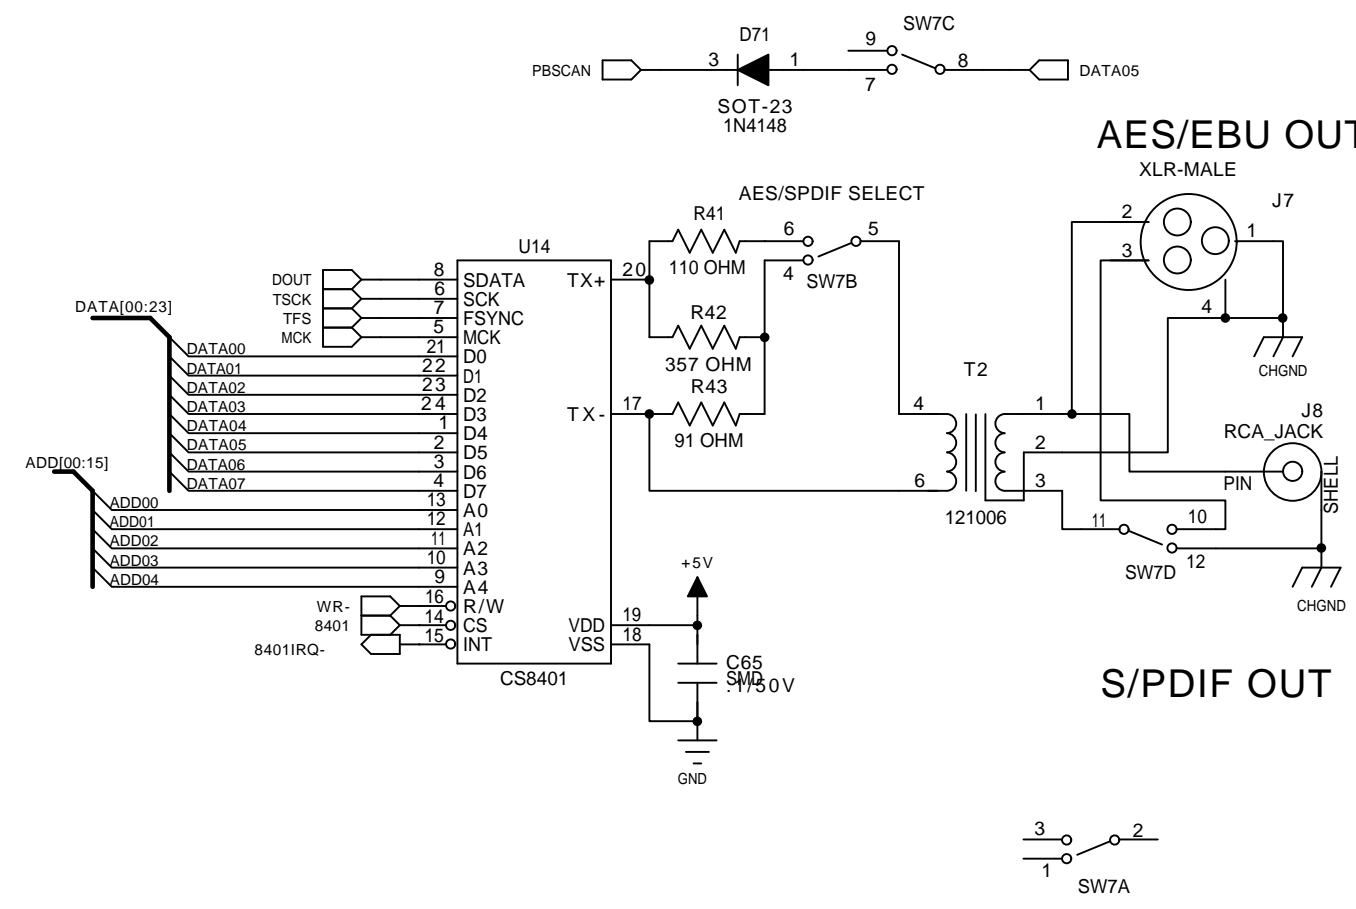 SW7C
D71
PBSCAN 3 1 9 7 8 DATA05
SOT-23
1N4148
AES/EBU OUT
XLR-MALE
J7
2
3
1
4
CHGND
AES/SPDIF SELECT
R41
110 OHM
6
5
4
SW7B
R42
357 OHM
R43
91 OHM
U14
DOUT 8 SDATA TX+ 20
TSCK 6 SCK
TFS 7 FSYNC
MCK 5 MCK
DATA[00:23]
DATA00 21 D0
DATA01 22 D1
DATA02 23 D2
DATA03 24 D3 TX- 17
DATA04 1 D4
DATA05 2 D5
DATA06 3 D6
DATA07 4 D7
ADD[00:15]
ADD00 13 A0
ADD01 12 A1
ADD02 11 A2
ADD03 10 A3
ADD04 9 A4
WR- 16 R/W
8401 14 CS VDD 19
8401IRQ- 15 INT VSS 18
CS8401
T2
4 1
2
6 3
121006
J8
RCA_JACK
PIN
SHELL
11 10
12
SW7D
CHGND
+5V
C65
SMD
.1/50V
GND
S/PDIF OUT
3 2
1
SW7A